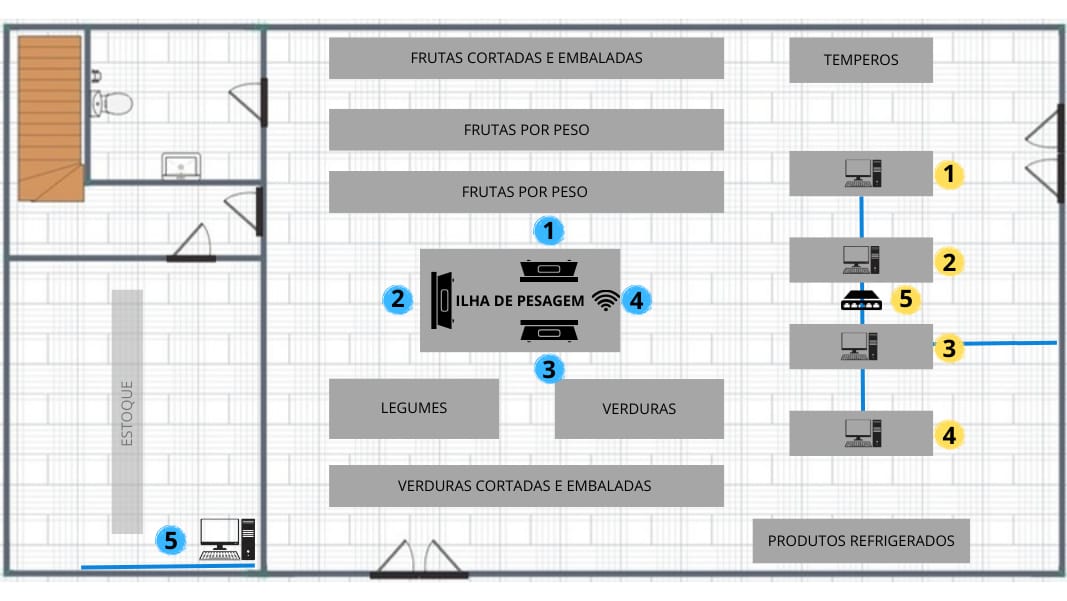 FRUTAS CORTADAS E EMBALADAS
TEMPEROS
FRUTAS POR PESO
1
FRUTAS POR PESO
1
2
2
ILHA DE PESAGEM
4
5
3
3
ESTOQUE
LEGUMES
VERDURAS
4
VERDURAS CORTADAS E EMBALADAS
5
PRODUTOS REFRIGERADOS